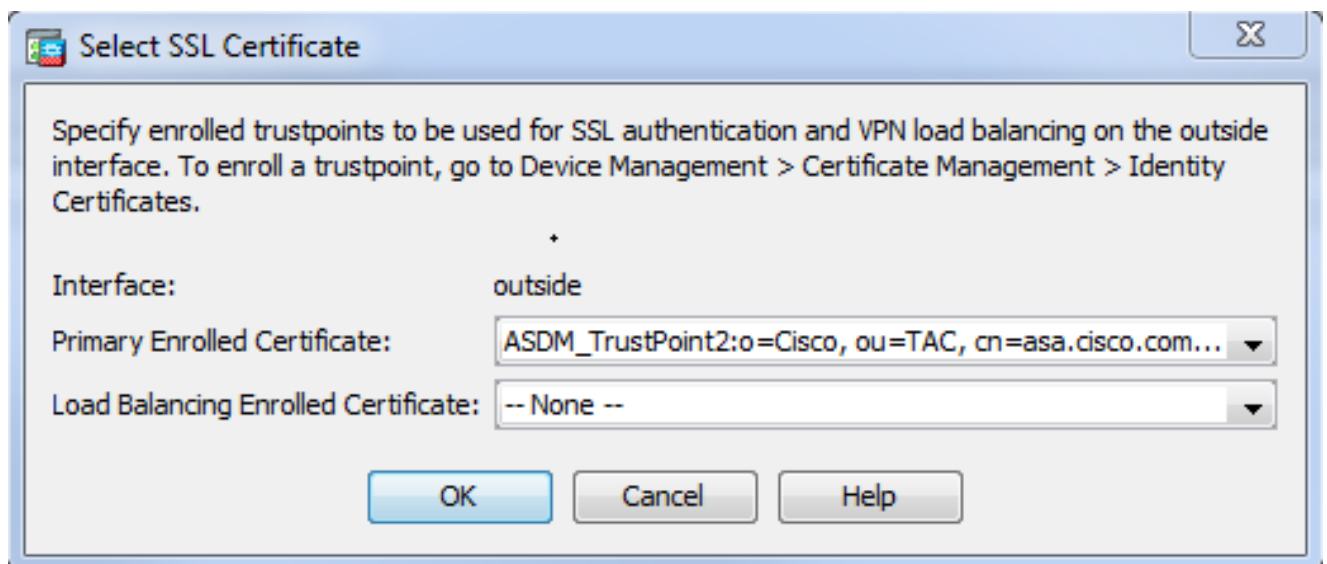 Select SSL Certificate
Specify enrolled trustpoints to be used for SSL authentication and VPN load balancing on the outside
interface. To enroll a trustpoint, go to Device Management > Certificate Management > Identity
Certificates.
Interface: outside
Primary Enrolled Certificate: ASDM_TrustPoint2:o=Cisco, ou=TAC, cn=asa.cisco.com...
Load Balancing Enrolled Certificate: -- None --
OK Cancel Help